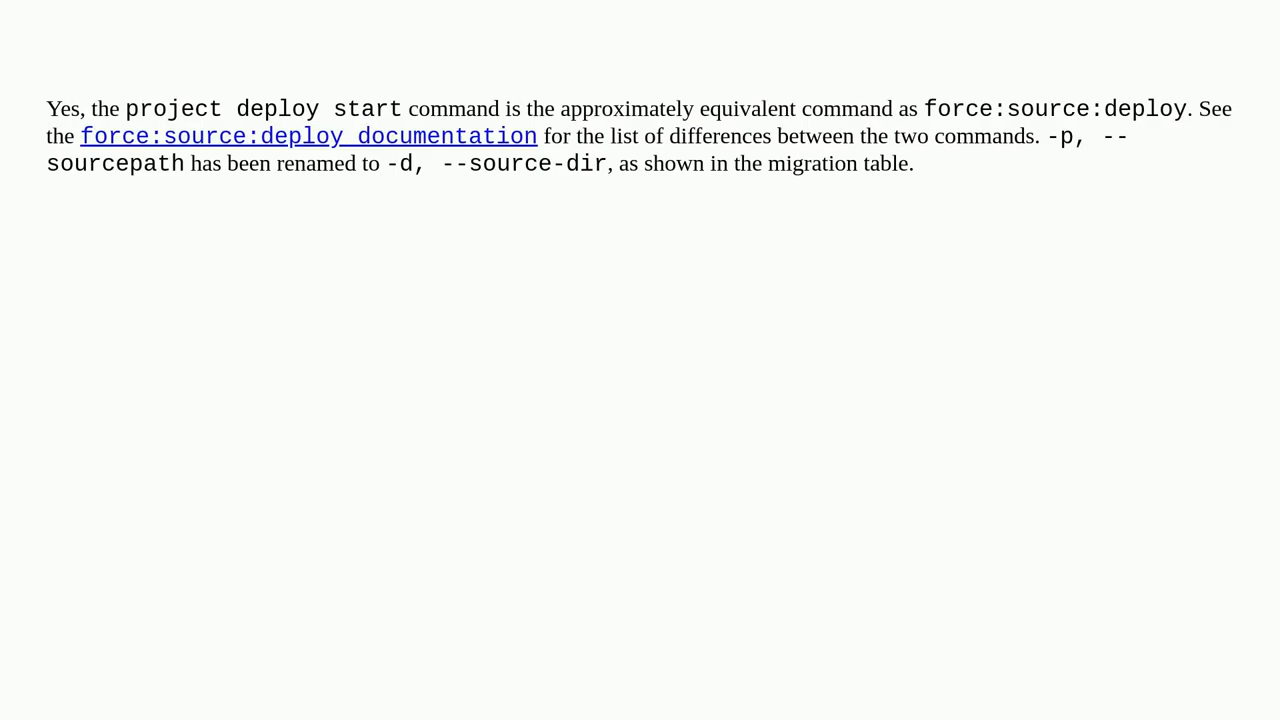 Yes, the project deploy start command is the approximately equivalent command as force:source:deploy. See
the force:source:deploy documentation for the list of differences between the two commands. -p, --
sourcepath has been renamed to -d, --source-dir, as shown in the migration table.